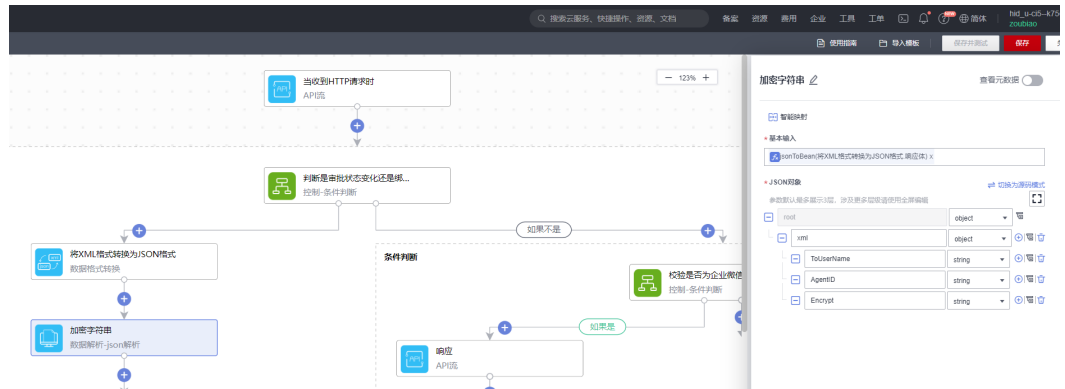 搜索云服务、快捷操作、资源、文档
备案 资源 费用 企业 工具 工单 简体
hid_u-ci5--k75
zoubiao
使用指南 导入模板 保存并测试 保存
当收到HTTP请求时
API流
− 123% +
判断是审批状态变化还是绑...
控制-条件判断
如果不是
将XML格式转换为JSON格式
数据格式转换
条件判断
校验是否为企业微信
控制-条件判断
加密字符串
数据解析-json解析
如果是
响应
API流
加密字符串
查看元数据
智能映射
* 基本输入
sonToBean(将XML格式转换为JSON格式.响应体) x
* JSON对象
切换为源码模式
参数默认最多展示3层，涉及更多层级请使用全屏编辑
root object
xml object
ToUserName string
AgentID string
Encrypt string